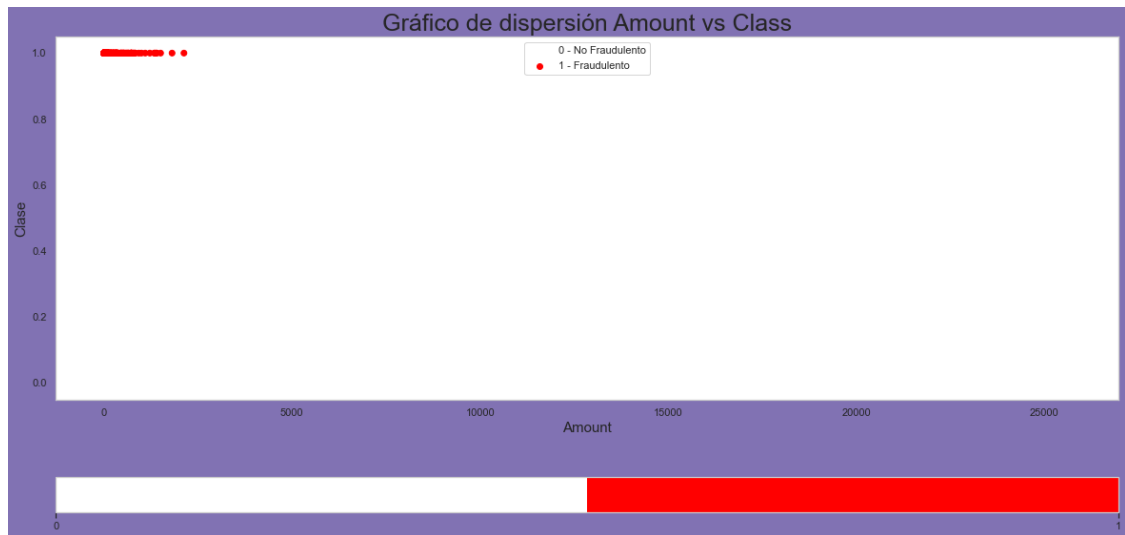 Gráfico de dispersión Amount vs Class
0 - No Fraudulento
1 - Fraudulento
1.0
0.8
0.6
0.4
0.2
0.0
Clase
0 5000 10000 15000 20000 25000
Amount
0 1